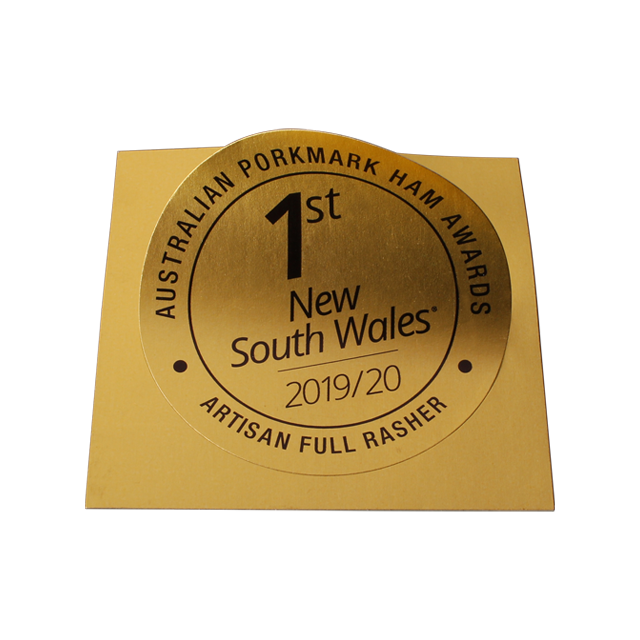 AUSTRALIAN PORKMARK HAM AWARDS
1st
New
South Wales®
2019/20
ARTISAN FULL RASHER